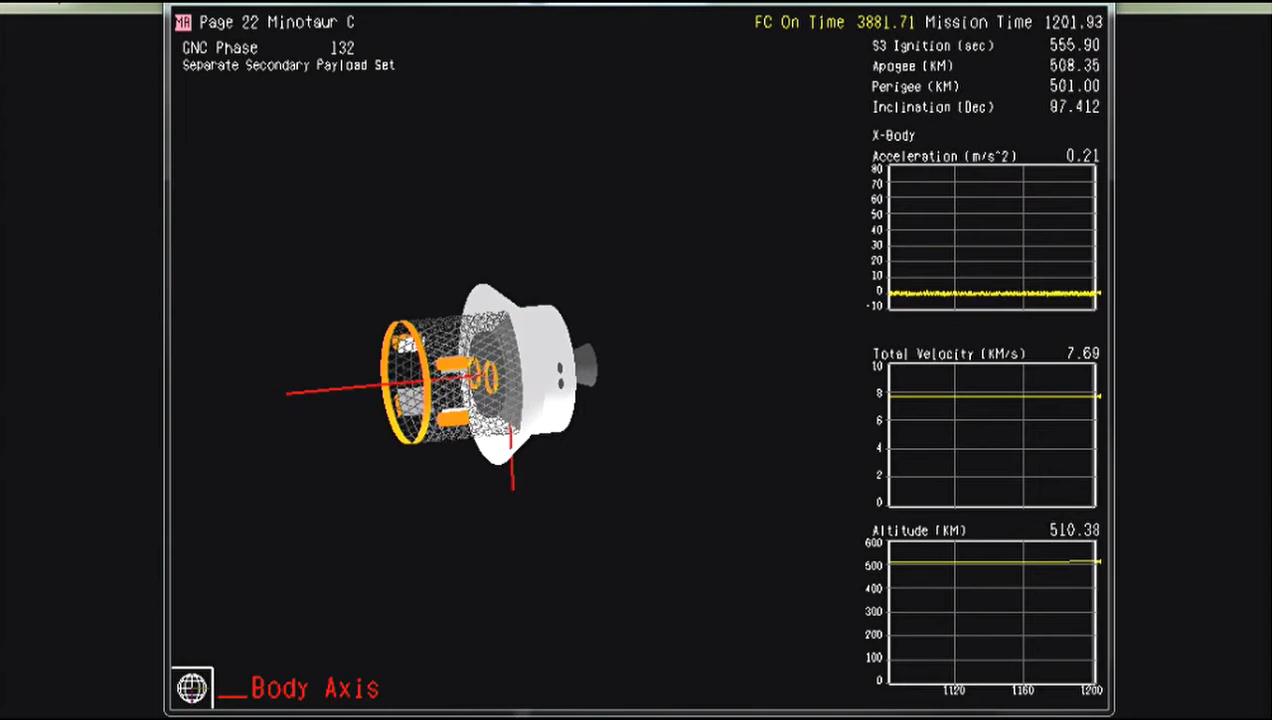 MA Page 22 Minotaur C
FC On Time 3881.71 Mission Time 1201.93
GNC Phase 132
Separate Secondary Payload Set
S3 Ignition (sec) 555.90
Apogee (KM) 508.35
Perigee (KM) 501.00
Inclination (Dec) 97.412
X-Body
Acceleration (m/s^2) 0.21
80
70
60
50
40
30
20
10
0
-10
Total Velocity (KM/s) 7.69
10
8
6
4
2
0
Altitude (KM) 510.38
600
500
400
300
200
100
0
1120 1160 1200
Body Axis